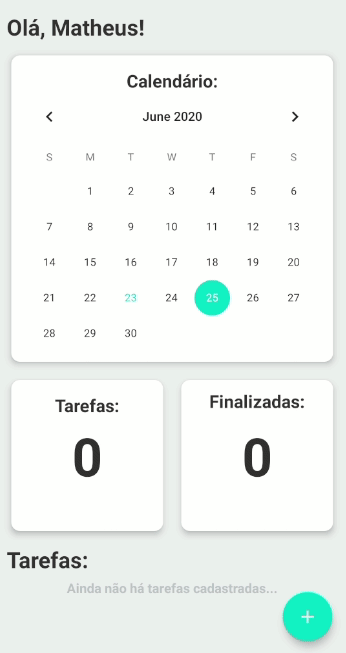 Olá, Matheus!
Calendário:
June 2020
S M T W T F S
1 2 3 4 5 6
7 8 9 10 11 12 13
14 15 16 17 18 19 20
21 22 23 24 25 26 27
28 29 30
Tarefas: Finalizadas:
0 0
Tarefas:
Ainda não há tarefas cadastradas...
+